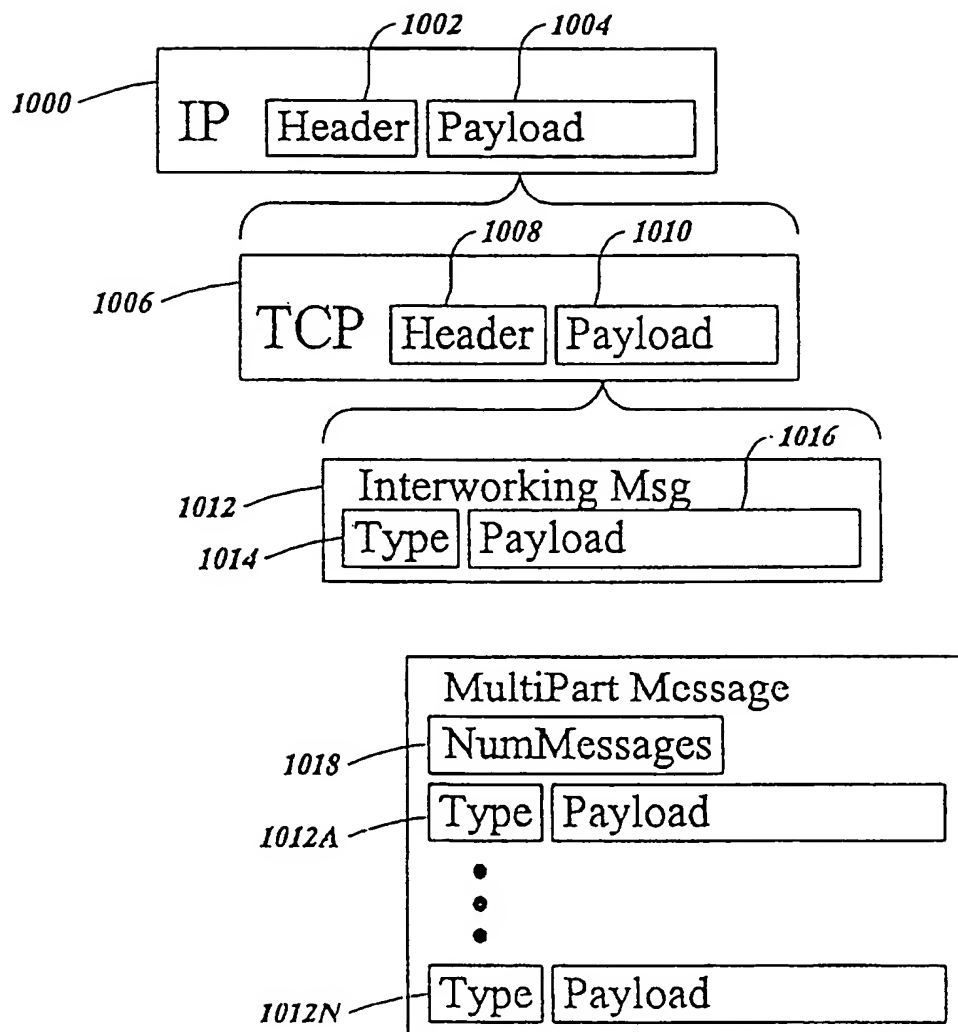 1002
1004
1000
IP Header Payload
1008
1010
1006
TCP Header Payload
1016
1012
Interworking Msg
1014
Type Payload
MultiPart Message
1018
NumMessages
Type Payload
1012A
Type Payload
1012N